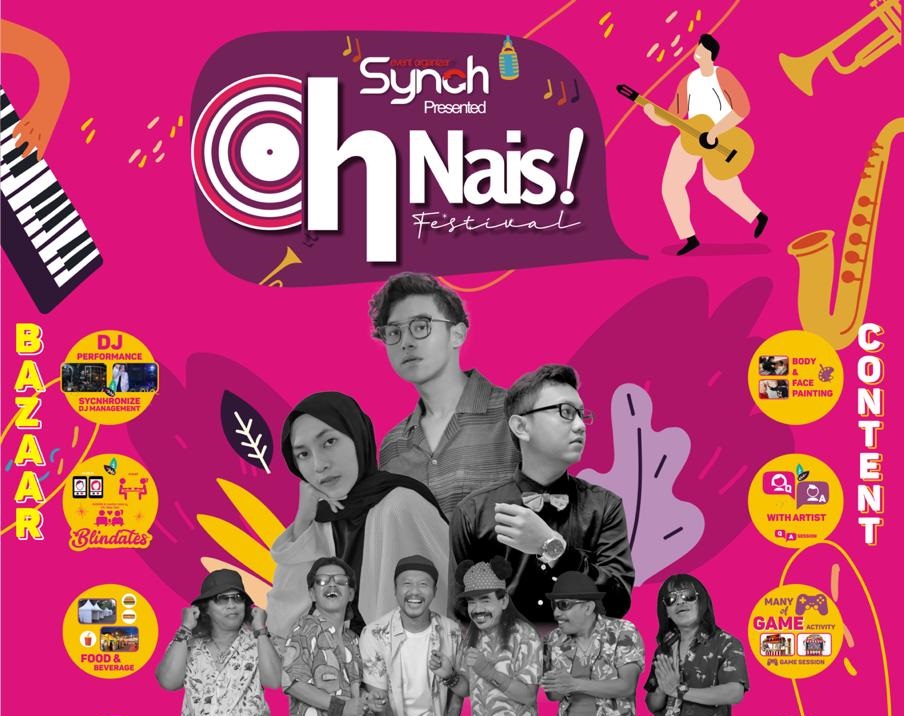 event organizer
Synch
Presented
Oh Nais!
Festival
BAZAAR
DJ
PERFORMANCE
SYCNHRONIZE
DJ MANAGEMENT
Blindates
FOOD &
BEVERAGE
CONTENT
BODY
&
FACE
PAINTING
Q
A
WITH ARTIST
Q A SESSION
MANY
of
GAME ACTIVITY
GAME SESSION